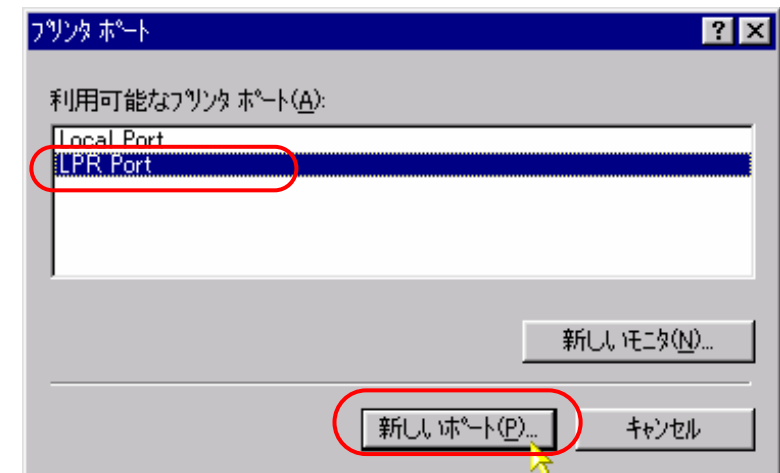 プリンタ ポート
利用可能なプリンタ ポート(A):
Local Port
LPR Port
新しいモニタ(N)...
新しいポート(P)...
キャンセル